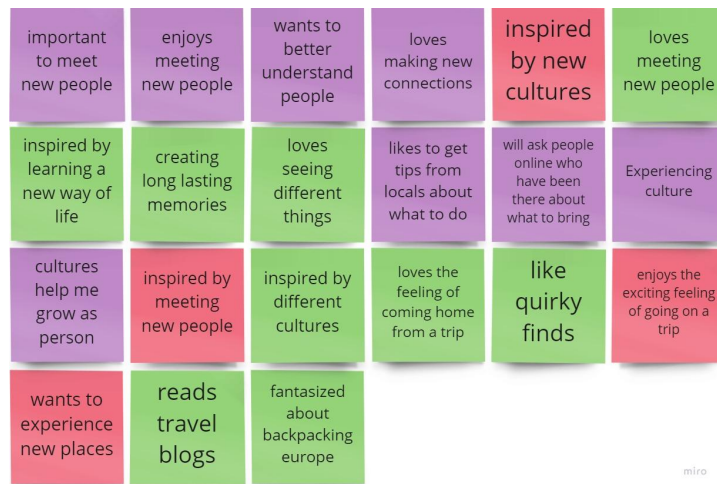 important
to meet
new people
enjoys
meeting
new people
wants to
better
understand
people
loves
making new
connections
inspired
by new
cultures
loves
meeting
new people
inspired by
learning a
new way of
life
creating
long lasting
memories
loves
seeing
different
things
likes to get
tips from
locals about
what to do
will ask people
online who
have been
there about
what to bring
Experiencing
culture
cultures
help me
grow as
person
inspired by
meeting
new people
inspired by
different
cultures
loves the
feeling of
coming home
from a trip
like
quirky
finds
enjoys the
exciting feeling
of going on a
trip
wants to
experience
new places
reads
travel
blogs
fantasized
about
backpacking
europe
miro